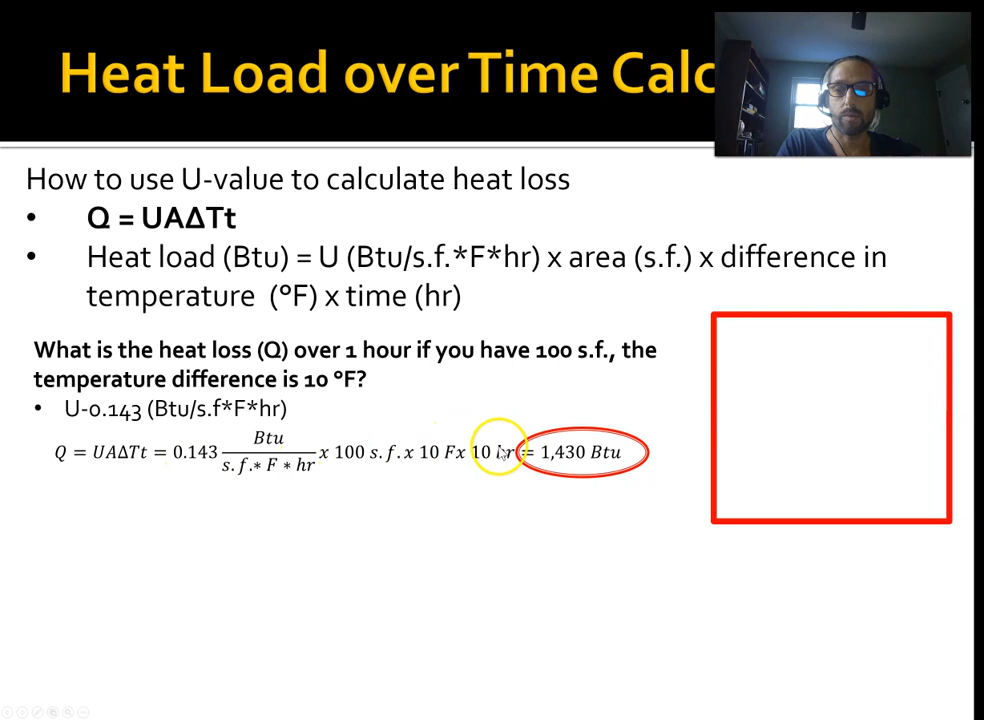 Heat Load over Time Calc
How to use U-value to calculate heat loss
• Q = UAΔTt
• Heat load (Btu) = U (Btu/s.f.*F*hr) x area (s.f.) x difference in
temperature (°F) x time (hr)
What is the heat loss (Q) over 1 hour if you have 100 s.f., the
temperature difference is 10 °F?
• U-0.143 (Btu/s.f*F*hr)
Q = UAΔTt = 0.143 Btu / s.f.* F * hr x 100 s.f. x 10 F x 10 hr = 1,430 Btu